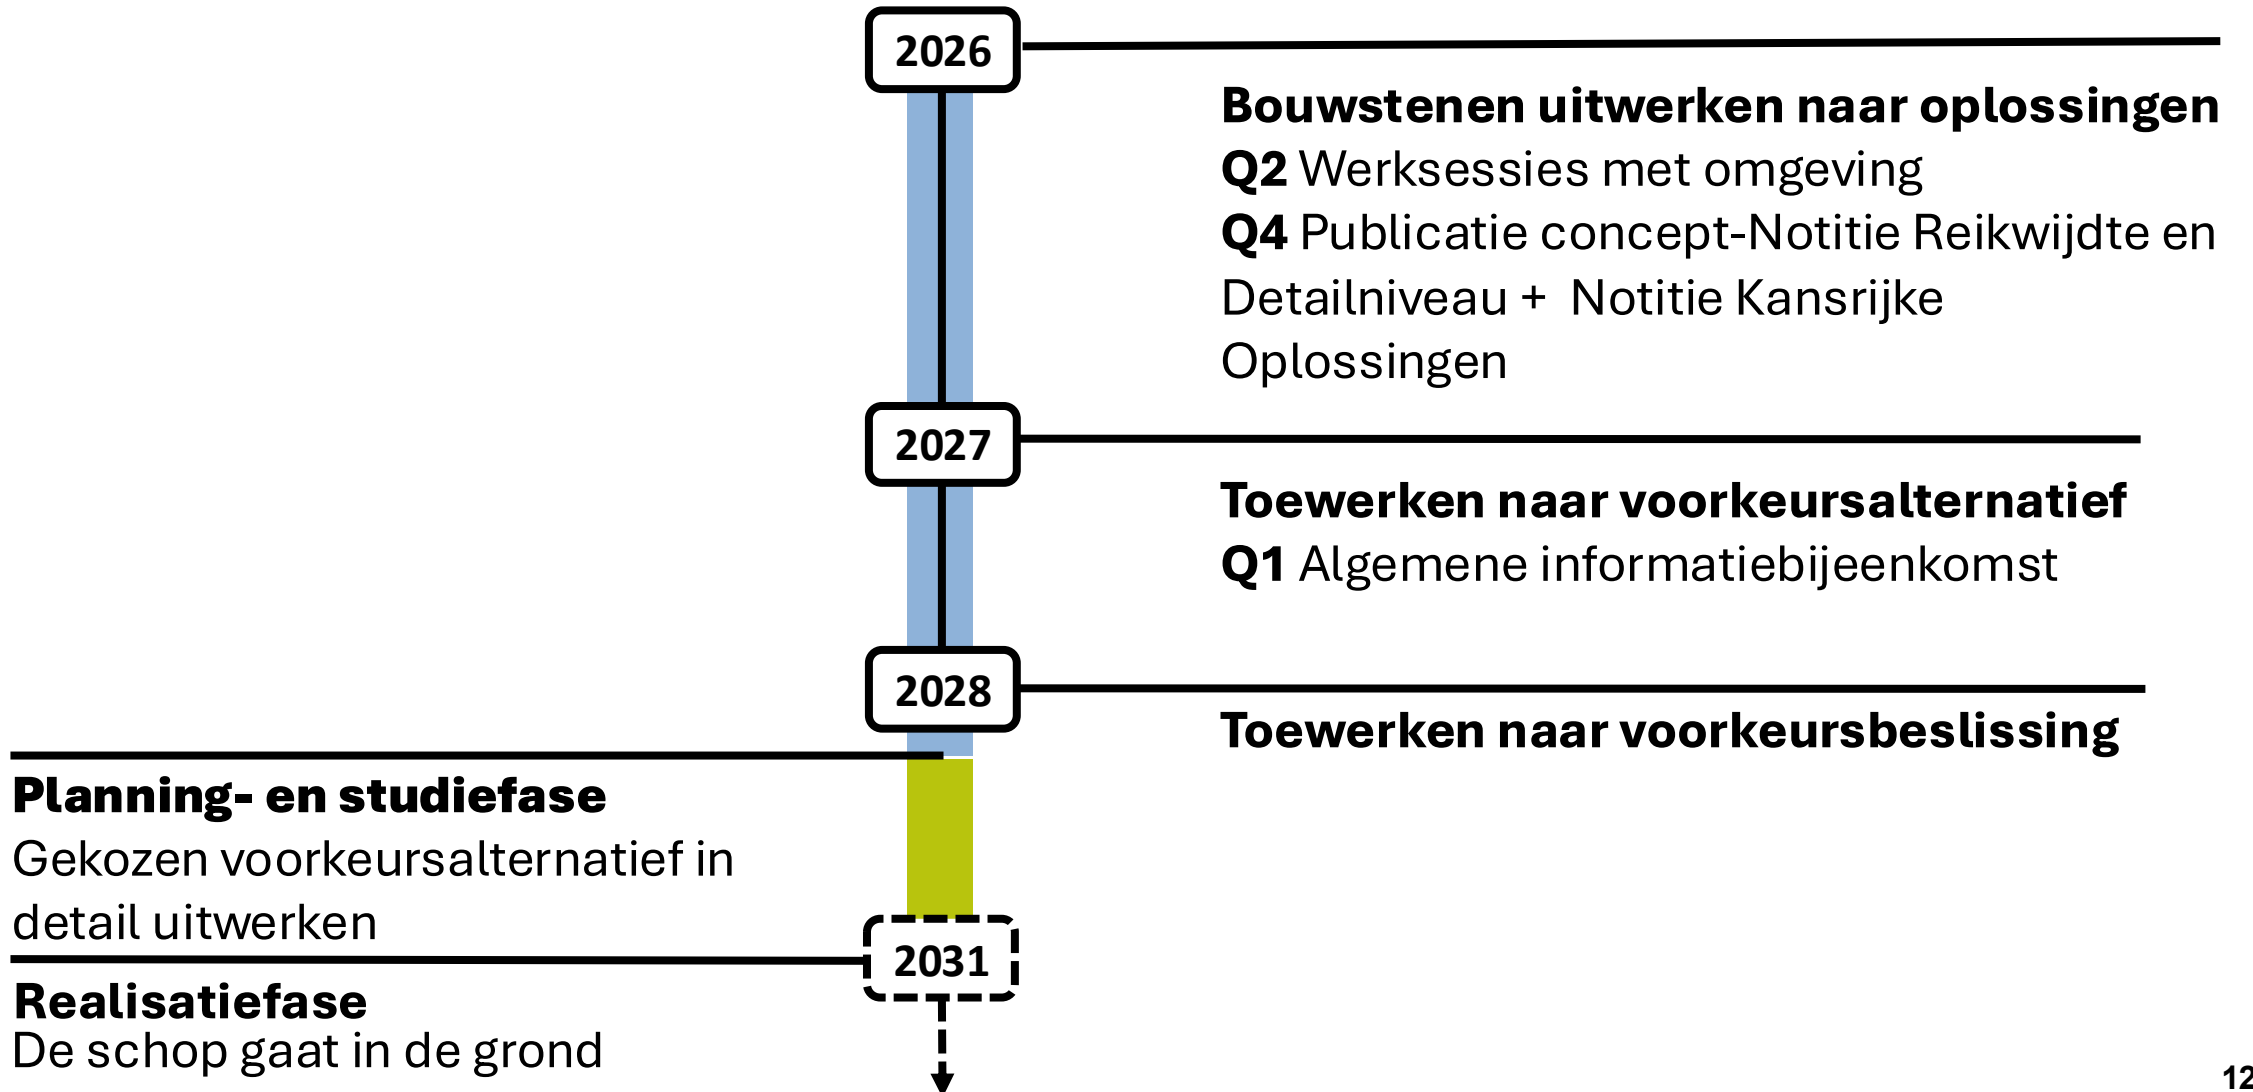 2026
Bouwstenen uitwerken naar oplossingen
Q2 Werksessies met omgeving
Q4 Publicatie concept-Notitie Reikwijdte en
Detailniveau + Notitie Kansrijke
Oplossingen
2027
Toewerken naar voorkeursalternatief
Q1 Algemene informatiebijeenkomst
2028
Toewerken naar voorkeursbeslissing
Planning- en studiefase
Gekozen voorkeursalternatief in
detail uitwerken
2031
Realisatiefase
De schop gaat in de grond
12